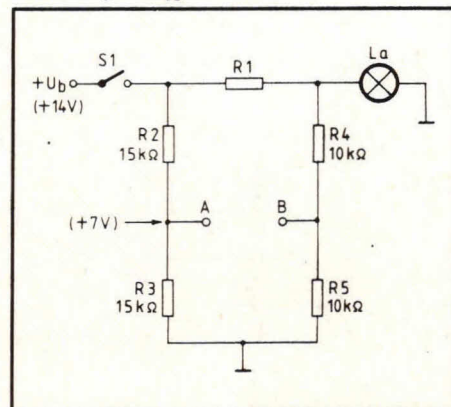 S1
R1
La
+Ub
(+14V)
R2
15kΩ
R4
10kΩ
(+7V)
A
B
R3
15kΩ
R5
10kΩ